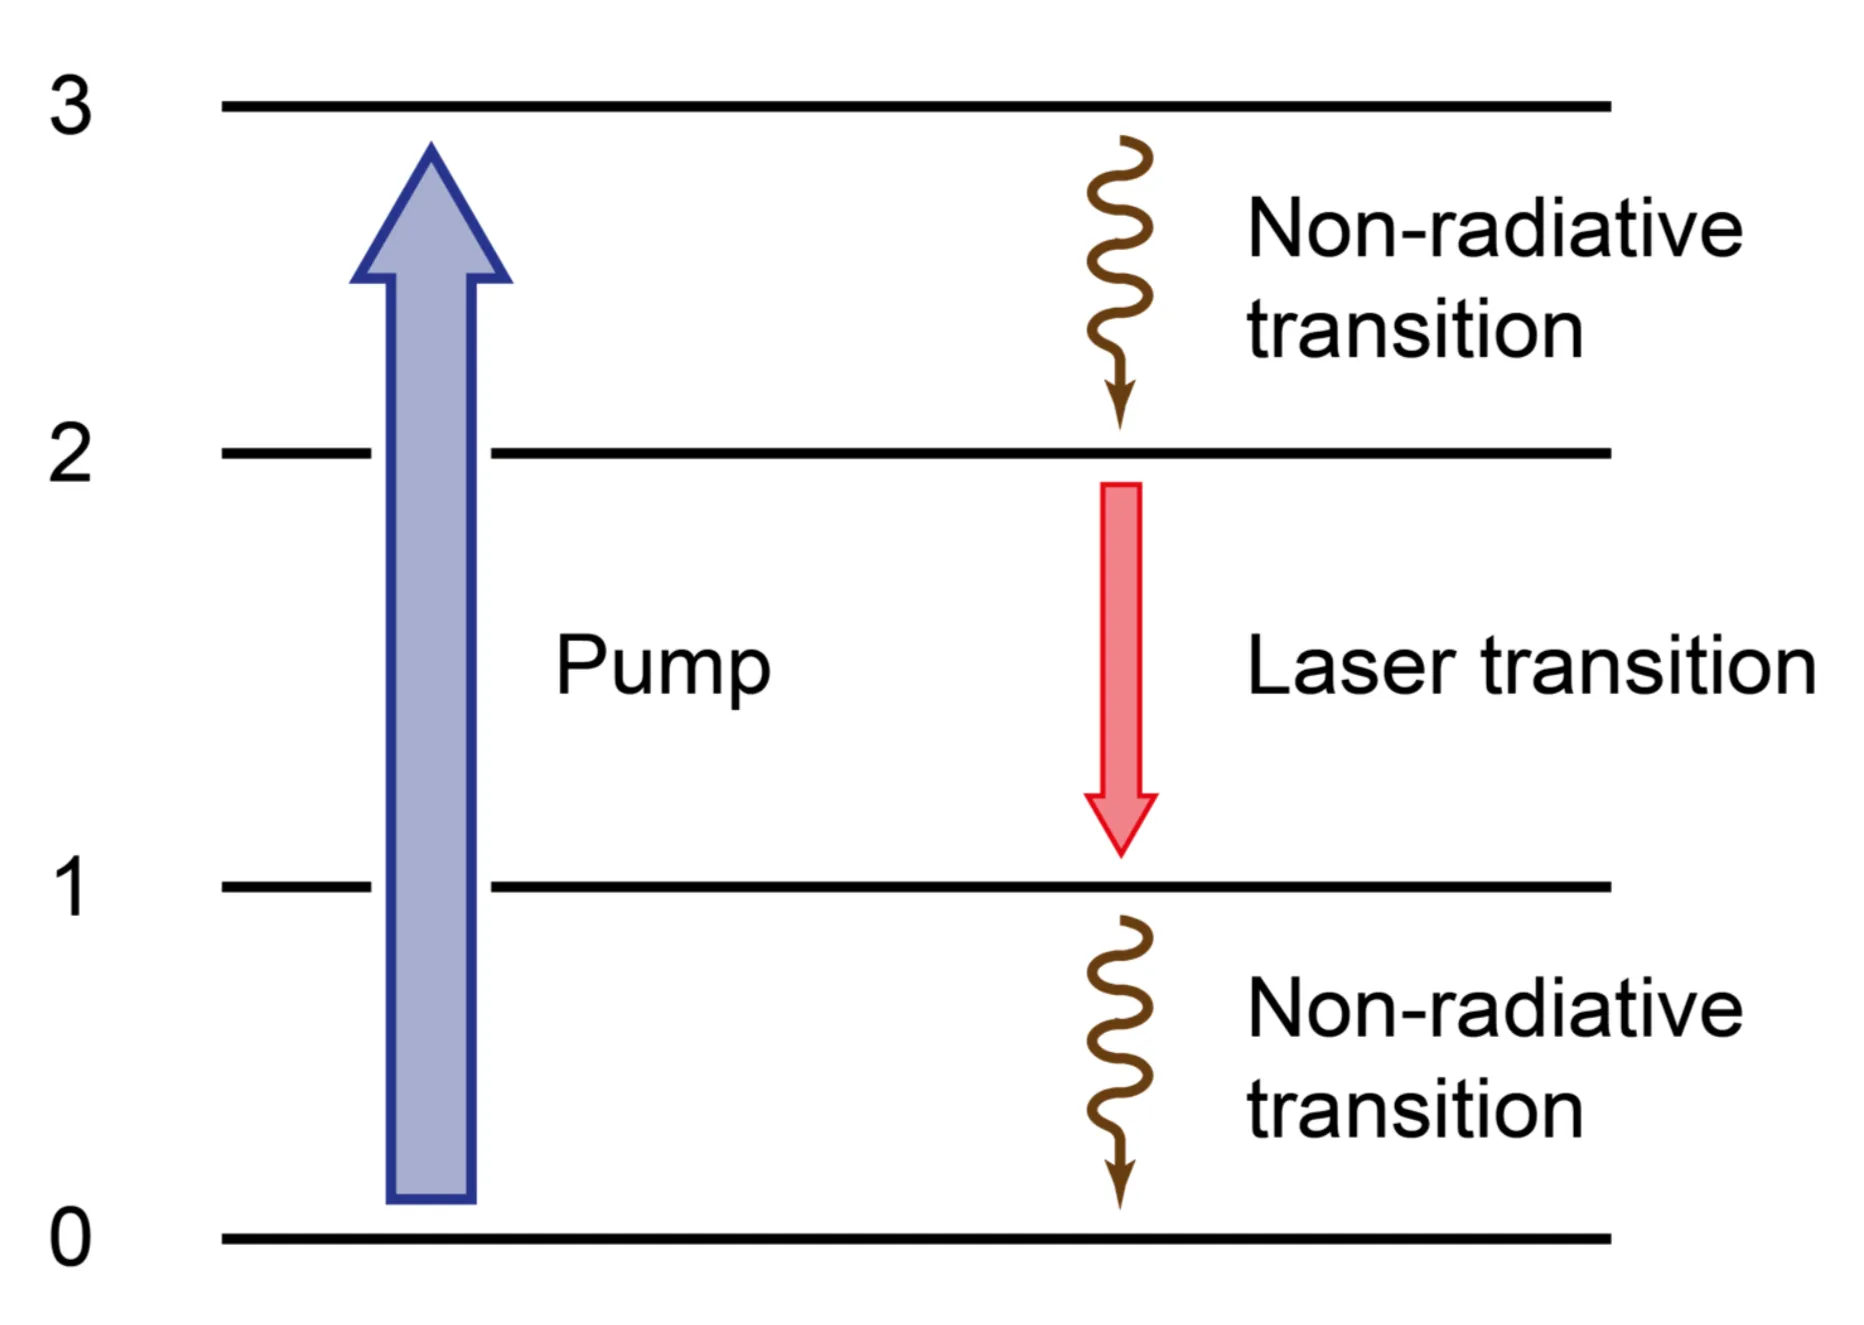 3
Non-radiative
transition
2
Pump
Laser transition
1
Non-radiative
transition
0